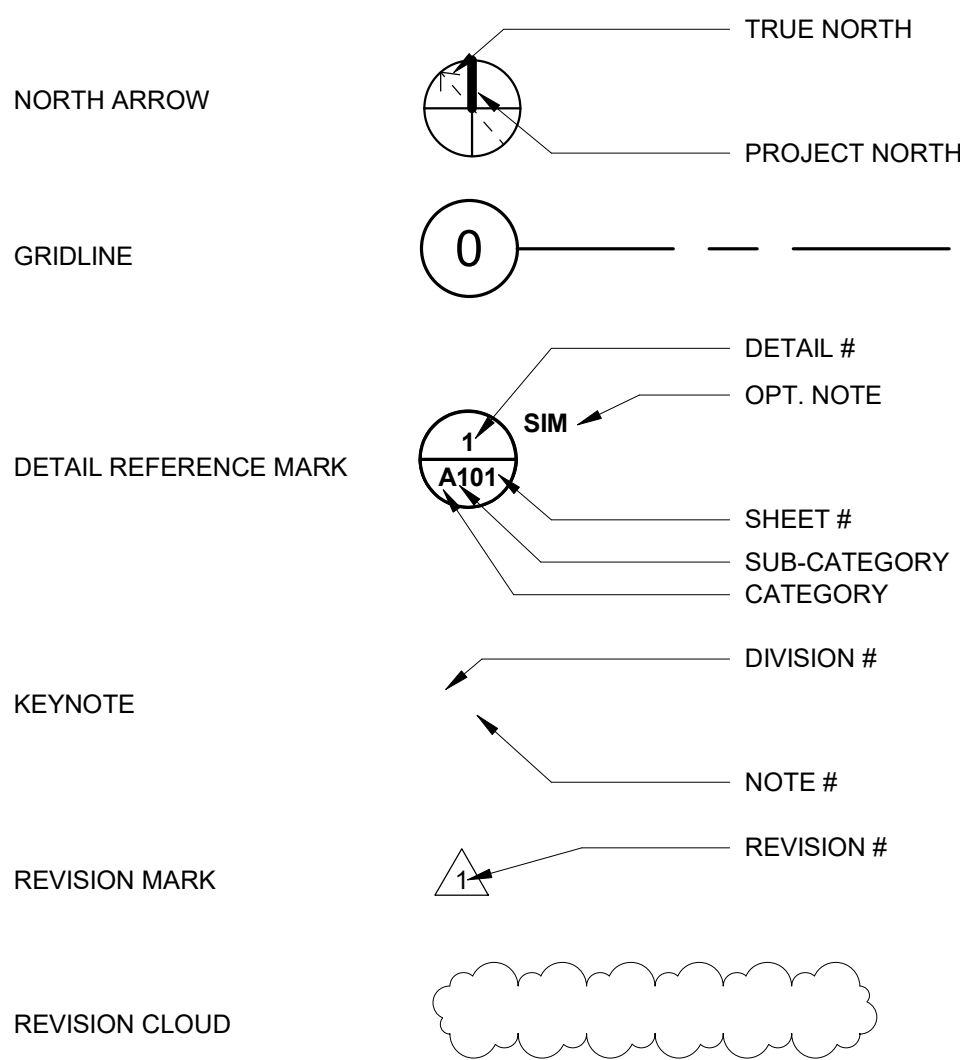 TRUE NORTH
NORTH ARROW
PROJECT NORTH
GRIDLINE
0
DETAIL #
OPT. NOTE
SIM
1
DETAIL REFERENCE MARK
A101
SHEET #
SUB-CATEGORY
CATEGORY
DIVISION #
KEYNOTE
NOTE #
REVISION #
REVISION MARK
1
REVISION CLOUD